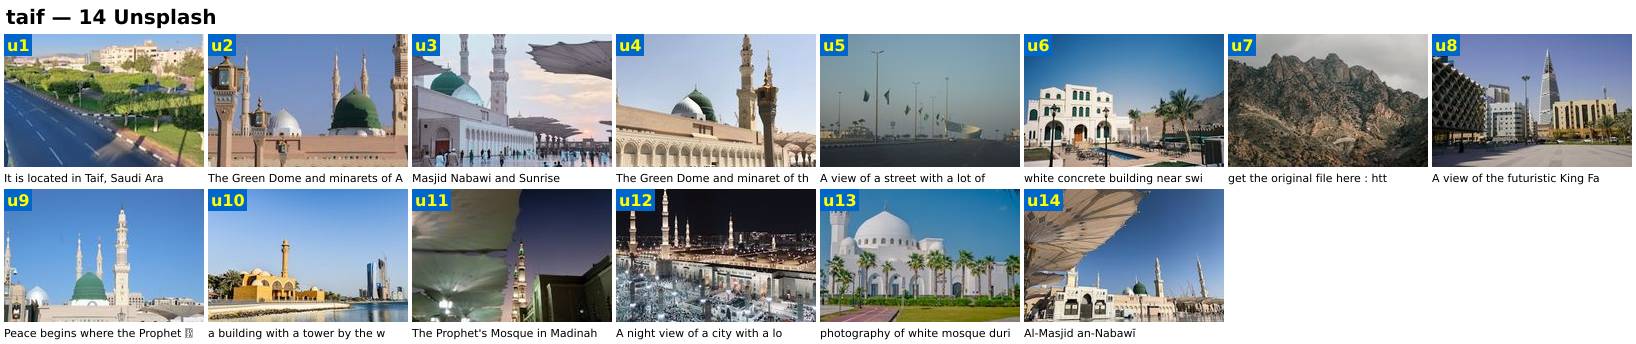 taif — 14 Unsplash
u1
u2
u3
u4
u5
u6
u7
u8
It is located in Taif, Saudi Ara
The Green Dome and minarets of A
Masjid Nabawi and Sunrise
The Green Dome and minaret of th
A view of a street with a lot of
white concrete building near swi
get the original file here : htt
A view of the futuristic King Fa
u9
u10
u11
u12
u13
u14
Peace begins where the Prophet
a building with a tower by the w
The Prophet's Mosque in Madinah
A night view of a city with a lo
photography of white mosque duri
Al-Masjid an-Nabawī